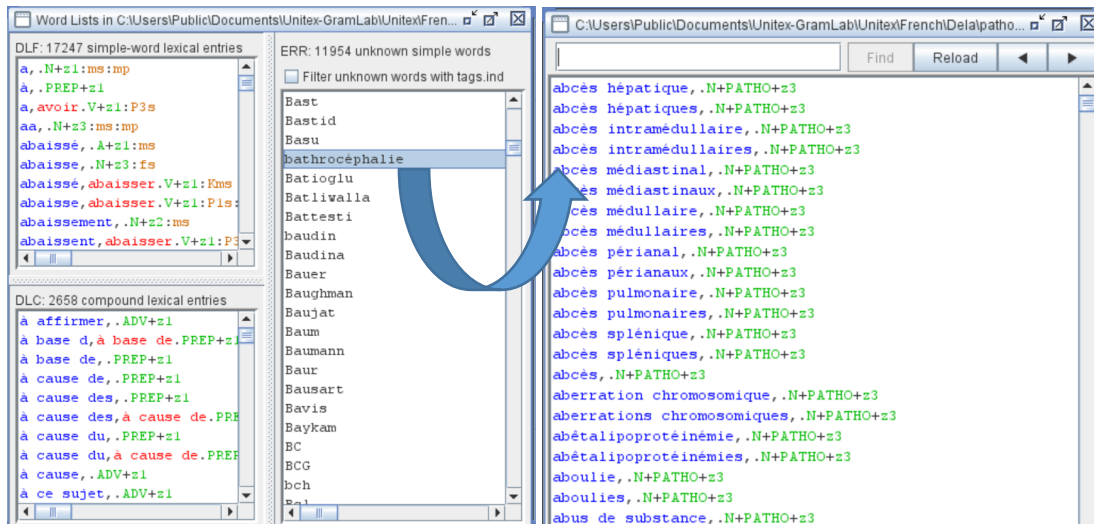 Word Lists in C:\Users\Public\Documents\Unitex-GramLab\Unitex\Fren...
DLF: 17247 simple-word lexical entries
a,.N+z1:ms:mp
à,.PREP+z1
a,avoir.V+z1:P3s
aa,.N+z3:ms:mp
abaissé,.A+z1:ms
abaisse,.N+z3:fs
abaissé,abaisser.V+z1:Kms
abaisse,abaisser.V+z1:P1s:
abaissement,.N+z2:ms
abaissent,abaisser.V+z1:P3
DLC: 2658 compound lexical entries
à affirmer,.ADV+z1
à base d,à base de.PREP+z1
à base de,.PREP+z1
à cause de,.PREP+z1
à cause des,.PREP+z1
à cause des,à cause de.PRE
à cause du,.PREP+z1
à cause du,à cause de.PREP
à cause,.ADV+z1
à ce sujet,.ADV+z1
ERR: 11954 unknown simple words
Filter unknown words with tags.ind
Bast
Bastid
Basu
bathrocéphalie
Batioglu
Batliwalla
Battesti
baudin
Baudina
Bauer
Baughman
Baujat
Baum
Baumann
Baur
Bausart
Bavis
Baykam
BC
BCG
bch
C:\Users\Public\Documents\Unitex-GramLab\Unitex\French\Dela\patho...
Find Reload
abcès hépatique,.N+PATHO+z3
abcès hépatiques,.N+PATHO+z3
abcès intramédullaire,.N+PATHO+z3
abcès intramédullaires,.N+PATHO+z3
abcès médiastinal,.N+PATHO+z3
abcès médiastinaux,.N+PATHO+z3
abcès médullaire,.N+PATHO+z3
abcès médullaires,.N+PATHO+z3
abcès périanal,.N+PATHO+z3
abcès périanaux,.N+PATHO+z3
abcès pulmonaire,.N+PATHO+z3
abcès pulmonaires,.N+PATHO+z3
abcès splénique,.N+PATHO+z3
abcès spléniques,.N+PATHO+z3
abcès,.N+PATHO+z3
aberration chromosomique,.N+PATHO+z3
aberrations chromosomiques,.N+PATHO+z3
abêtalipoprotéinémie,.N+PATHO+z3
abêtalipoprotéinémies,.N+PATHO+z3
aboulie,.N+PATHO+z3
aboulies,.N+PATHO+z3
abus de substance,.N+PATHO+z3